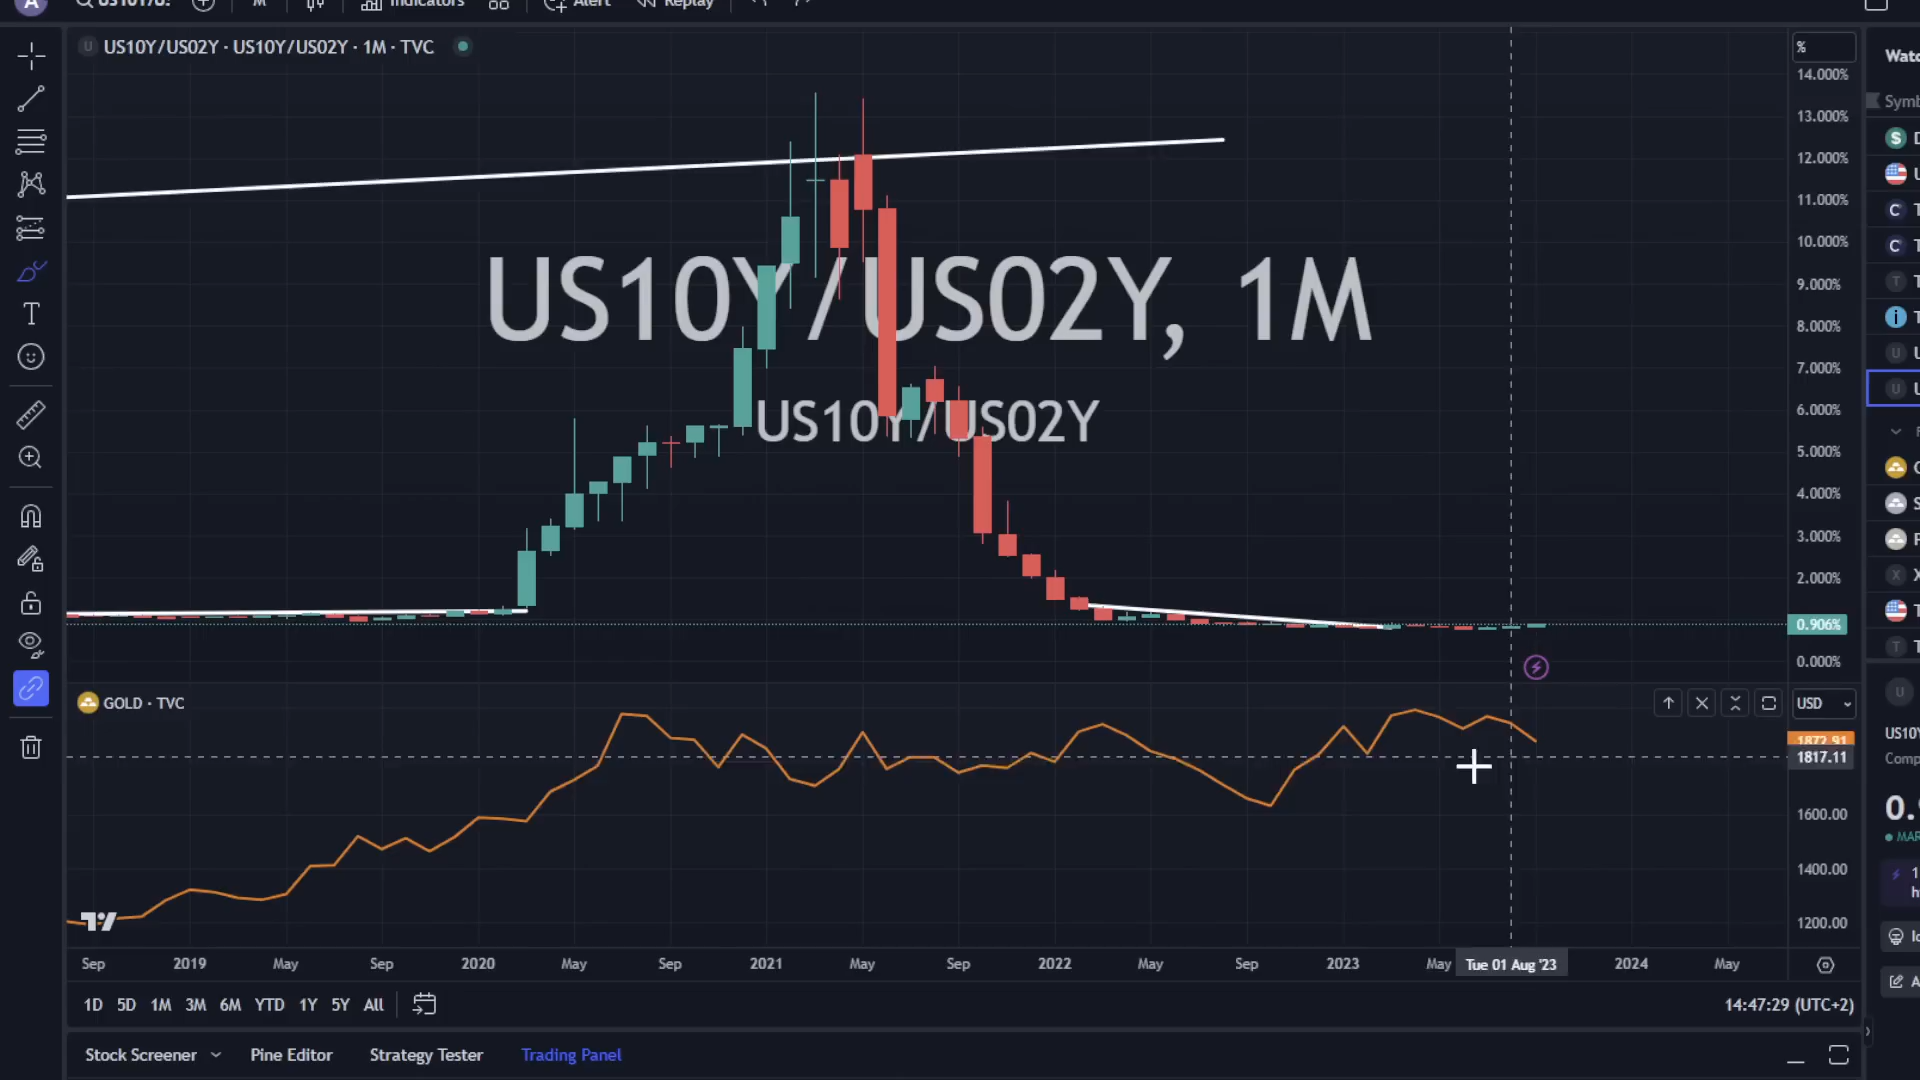 A
M
Indicators
Alert
Replay
U US10Y/US02Y · US10Y/US02Y · 1M · TVC
%
14.000%
13.000%
12.000%
11.000%
10.000%
9.000%
8.000%
7.000%
6.000%
5.000%
4.000%
3.000%
2.000%
0.906%
0.000%
US10Y/US02Y, 1M
US10Y/US02Y
GOLD · TVC
USD
1872.91
1817.11
1600.00
1400.00
1200.00
Sep 2019 May Sep 2020 May Sep 2021 May Sep 2022 May Sep 2023 May Tue 01 Aug '23 2024 May
1D 5D 1M 3M 6M YTD 1Y 5Y All
14:47:29 (UTC+2)
Stock Screener Pine Editor Strategy Tester Trading Panel
S
C
C
T
U
U
X
T
U
0.